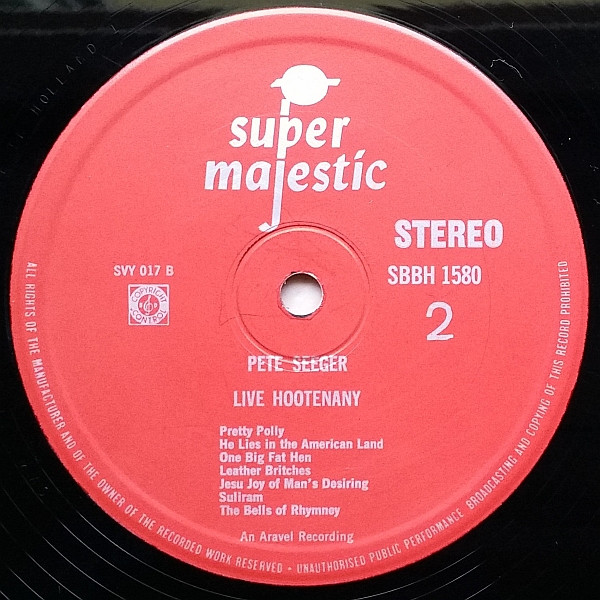 HOLLAND
super
majestic
STEREO
SVY 017 B
SBBH 1580
COPYRIGHT
CONTROL
2
PETE SEEGER
LIVE HOOTENANY
Pretty Polly
He Lies in the American Land
One Big Fat Hen
Leather Britches
Jesu Joy of Man's Desiring
Suliram
The Bells of Rhymney
An Aravel Recording
ALL RIGHTS OF THE MANUFACTURER AND OF THE OWNER OF THE RECORDED WORK RESERVED • UNAUTHORISED PUBLIC PERFORMANCE BROADCASTING AND COPYING OF THIS RECORD PROHIBITED